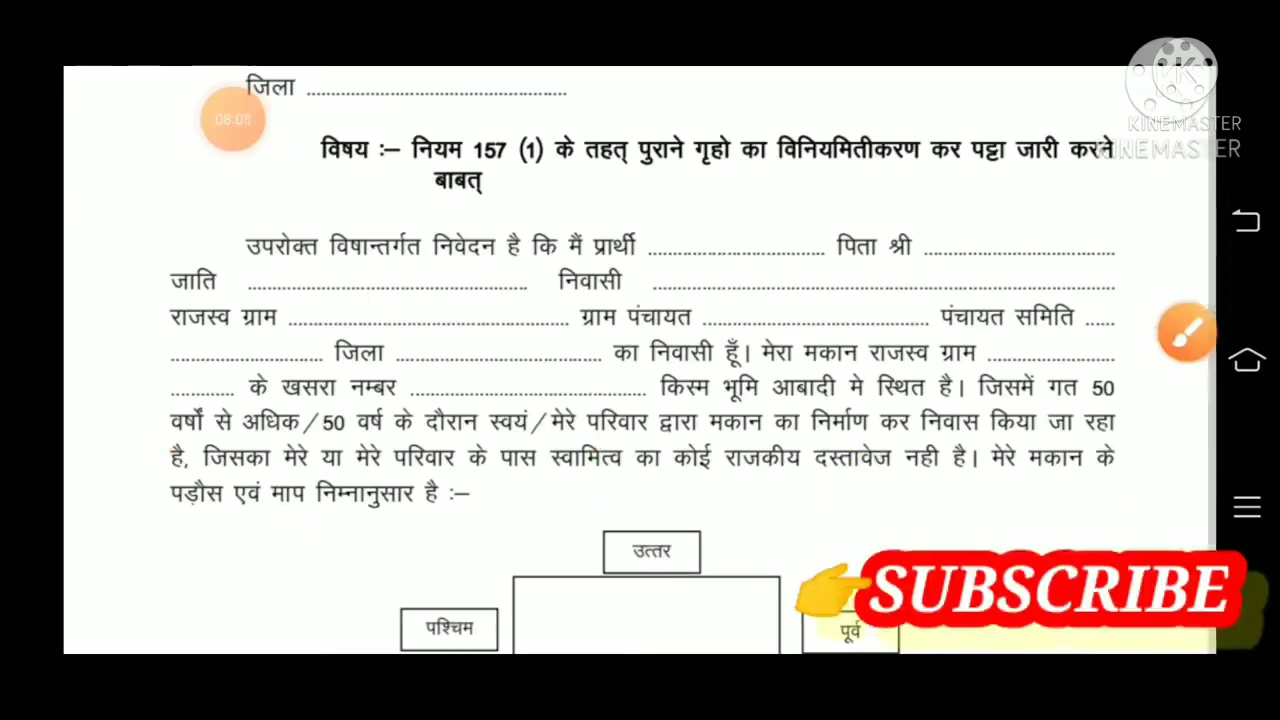 जिला ......................................................
08:08
KINEMASTER
KINEMASTER
विषय :– नियम 157 (1) के तहत् पुराने गृहो का विनियमितीकरण कर पट्टा जारी करने
बाबत्
उपरोक्त विषान्तर्गत निवेदन है कि मैं प्रार्थी .................................... पिता श्री .......................................
जाति ......................................................... निवासी ..............................................................................................
राजस्व ग्राम ......................................................... ग्राम पंचायत .............................................. पंचायत समिति ......
............................... जिला .......................................... का निवासी हूँ। मेरा मकान राजस्व ग्राम ..........................
............. के खसरा नम्बर ................................................ किस्म भूमि आबादी मे स्थित है। जिसमें गत 50
वर्षों से अधिक/50 वर्ष के दौरान स्वयं/मेरे परिवार द्वारा मकान का निर्माण कर निवास किया जा रहा
है, जिसका मेरे या मेरे परिवार के पास स्वामित्व का कोई राजकीय दस्तावेज नही है। मेरे मकान के
पड़ौस एवं माप निम्नानुसार है :–
उत्तर
SUBSCRIBE
पश्चिम
पूर्व